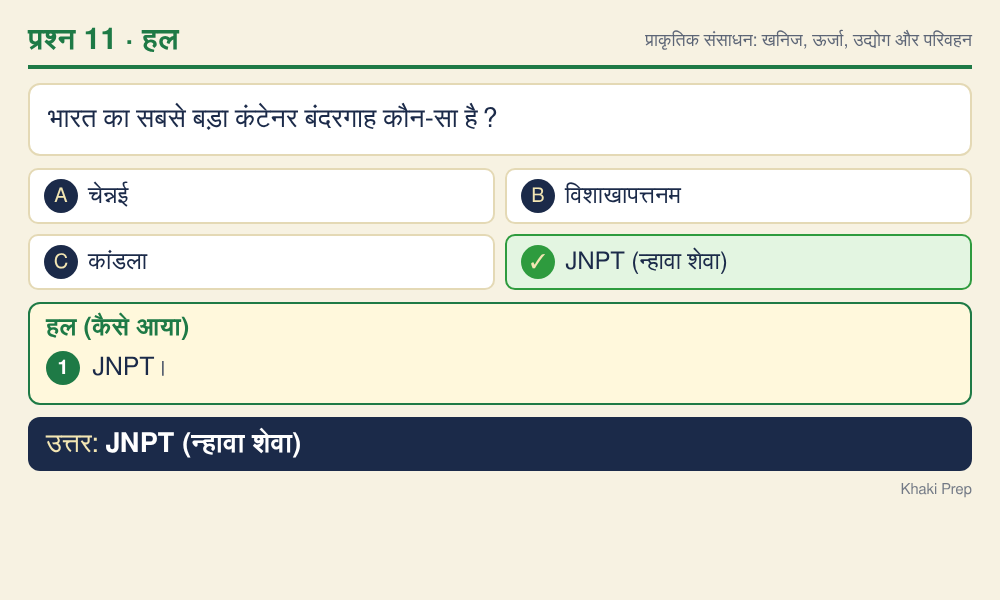 प्रश्न 11 · हल
प्राकृतिक संसाधन: खनिज, ऊर्जा, उद्योग और परिवहन
भारत का सबसे बड़ा कंटेनर बंदरगाह कौन-सा है ?
A चेन्नई
B विशाखापत्तनम
C कांडला
✓ JNPT (न्हावा शेवा)
हल (कैसे आया)
1 JNPT।
उत्तर: JNPT (न्हावा शेवा)
Khaki Prep